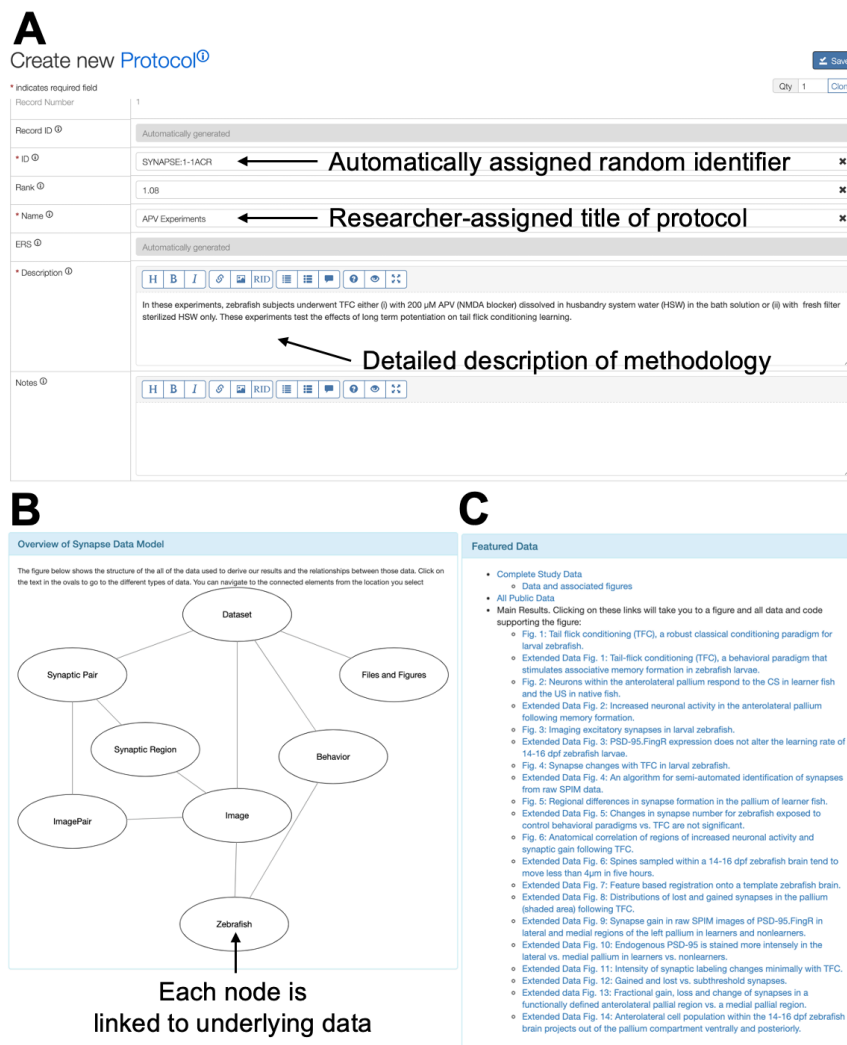 A
Create new Protocol
Save
* indicates required field
Qty 1 Clon
Record Number 1
Record ID Automatically generated
* ID SYNAPSE:1-1ACR Automatically assigned random identifier
Rank 1.08
* Name APV Experiments Researcher-assigned title of protocol
ERS Automatically generated
* Description
H B I RID
In these experiments, zebrafish subjects underwent TFC either (i) with 200 µM APV (NMDA blocker) dissolved in husbandry system water (HSW) in the bath solution or (ii) with fresh filter
sterilized HSW only. These experiments test the effects of long term potentiation on tail flick conditioning learning.
Detailed description of methodology
Notes
H B I RID
B
Overview of Synapse Data Model
The figure below shows the structure of the all of the data used to derive our results and the relationships between those data. Click on
the text in the ovals to go to the different types of data. You can navigate to the connected elements from the location you select
Dataset
Synaptic Pair
Files and Figures
Synaptic Region
Behavior
ImagePair
Image
Zebrafish
Each node is
linked to underlying data
C
Featured Data
Complete Study Data
Data and associated figures
All Public Data
Main Results. Clicking on these links will take you to a figure and all data and code
supporting the figure:
Fig. 1: Tail flick conditioning (TFC), a robust classical conditioning paradigm for
larval zebrafish.
Extended Data Fig. 1: Tail-flick conditioning (TFC), a behavioral paradigm that
stimulates associative memory formation in zebrafish larvae.
Fig. 2: Neurons within the anterolateral pallium respond to the CS in learner fish
and the US in native fish.
Extended Data Fig. 2: Increased neuronal activity in the anterolateral pallium
following memory formation.
Fig. 3: Imaging excitatory synapses in larval zebrafish.
Extended Data Fig. 3: PSD-95.FingR expression does not alter the learning rate of
14-16 dpf zebrafish larvae.
Fig. 4: Synapse changes with TFC in larval zebrafish.
Extended Data Fig. 4: An algorithm for semi-automated identification of synapses
from raw SPIM data.
Fig. 5: Regional differences in synapse formation in the pallium of learner fish.
Extended Data Fig. 5: Changes in synapse number for zebrafish exposed to
control behavioral paradigms vs. TFC are not significant.
Fig. 6: Anatomical correlation of regions of increased neuronal activity and
synaptic gain following TFC.
Extended Data Fig. 6: Spines sampled within a 14-16 dpf zebrafish brain tend to
move less than 4µm in five hours.
Extended Data Fig. 7: Feature based registration onto a template zebrafish brain.
Extended Data Fig. 8: Distributions of lost and gained synapses in the pallium
(shaded area) following TFC.
Extended Data Fig. 9: Synapse gain in raw SPIM images of PSD-95.FingR in
lateral and medial regions of the left pallium in learners and nonlearners.
Extended Data Fig. 10: Endogenous PSD-95 is stained more intensely in the
lateral vs. medial pallium in learners vs. nonlearners.
Extended Data Fig. 11: Intensity of synaptic labeling changes minimally with TFC.
Extended Data Fig. 12: Gained and lost vs. subthreshold synapses.
Extended data Fig. 13: Fractional gain, loss and change of synapses in a
functionally defined anterolateral pallial region vs. a medial pallial region.
Extended Data Fig. 14: Anterolateral cell population within the 14-16 dpf zebrafish
brain projects out of the pallium compartment ventrally and posteriorly.